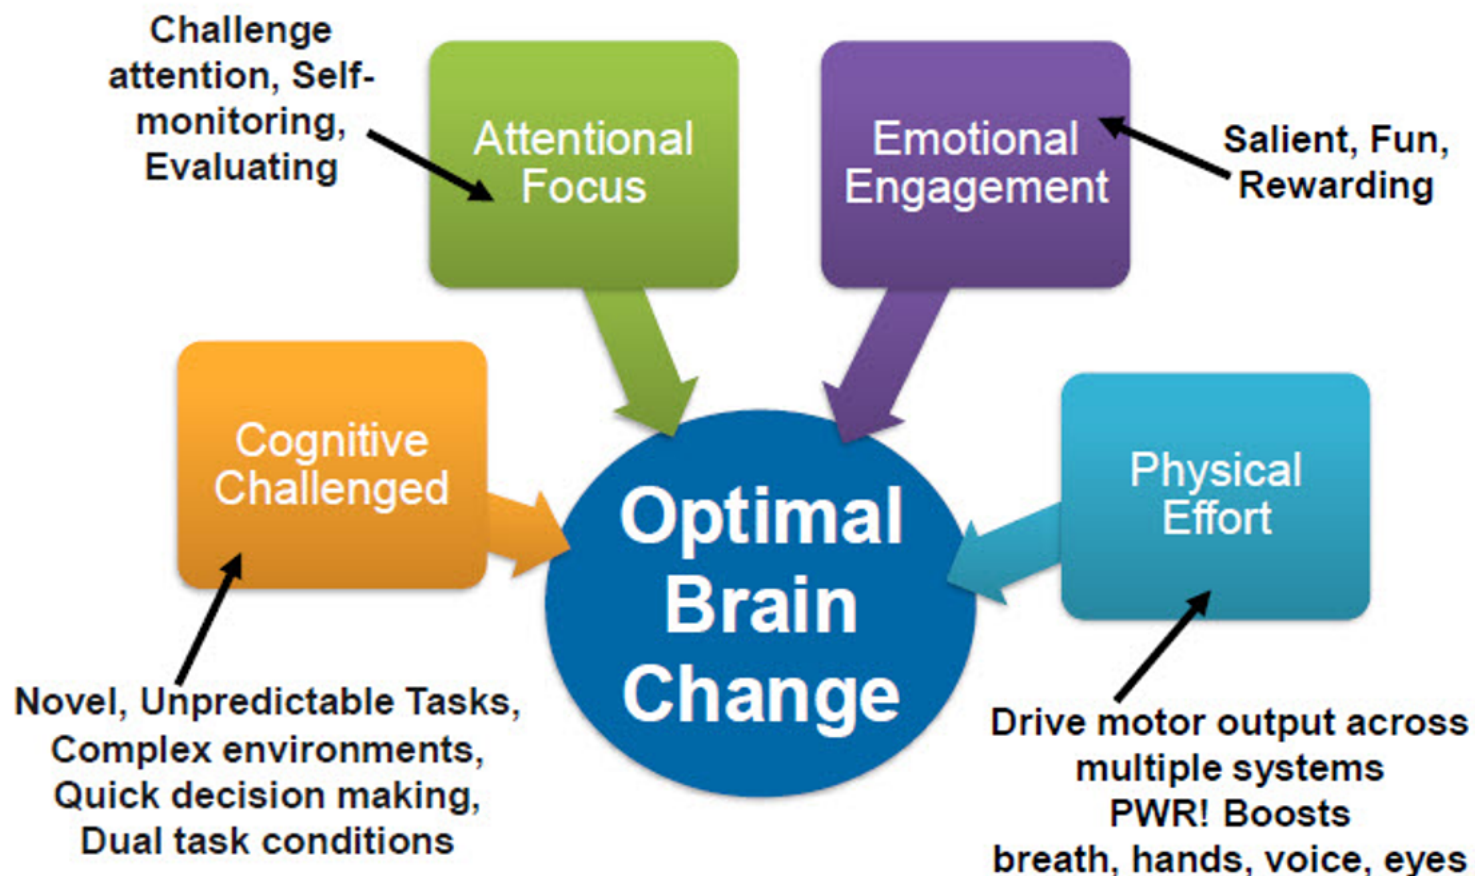 Challenge
attention, Self-
monitoring,
Evaluating
Attentional
Focus
Emotional
Engagement
Salient, Fun,
Rewarding
Cognitive
Challenged
Optimal
Brain
Change
Physical
Effort
Novel, Unpredictable Tasks,
Complex environments,
Quick decision making,
Dual task conditions
Drive motor output across
multiple systems
PWR! Boosts
breath, hands, voice, eyes